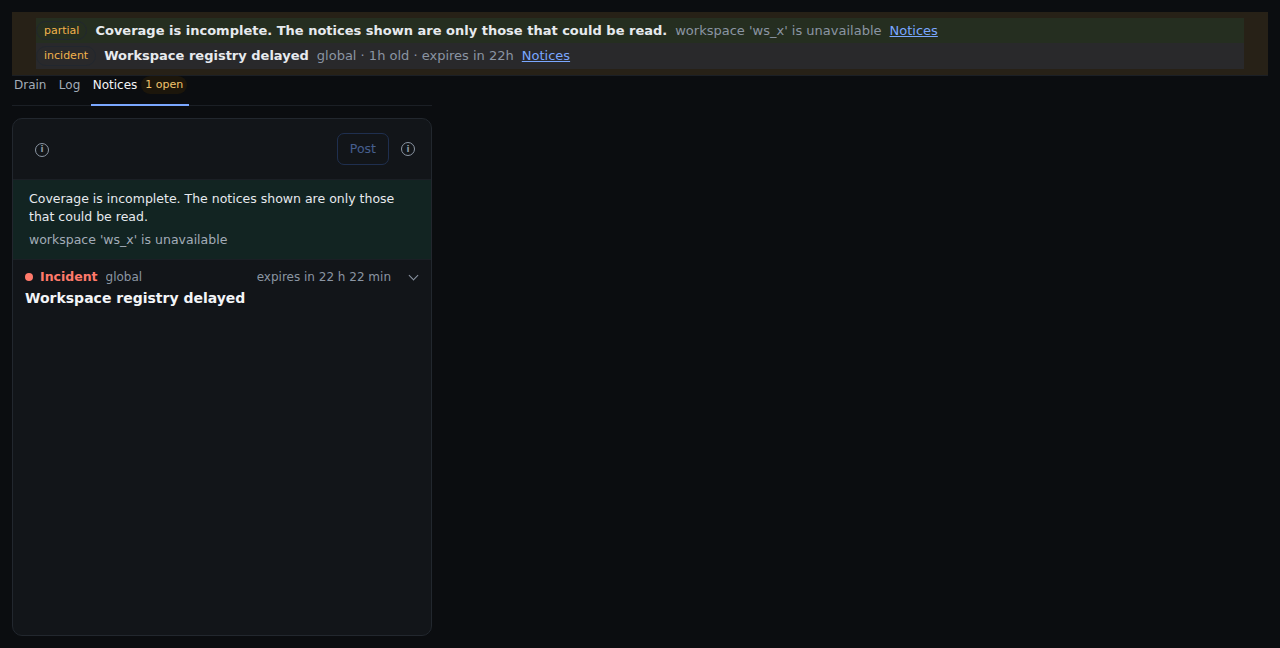 partial Coverage is incomplete. The notices shown are only those that could be read. workspace 'ws_x' is unavailable Notices
incident Workspace registry delayed global · 1h old · expires in 22h Notices
Drain Log Notices 1 open
Post
Coverage is incomplete. The notices shown are only those
that could be read.
workspace 'ws_x' is unavailable
Incident global expires in 22 h 22 min
Workspace registry delayed